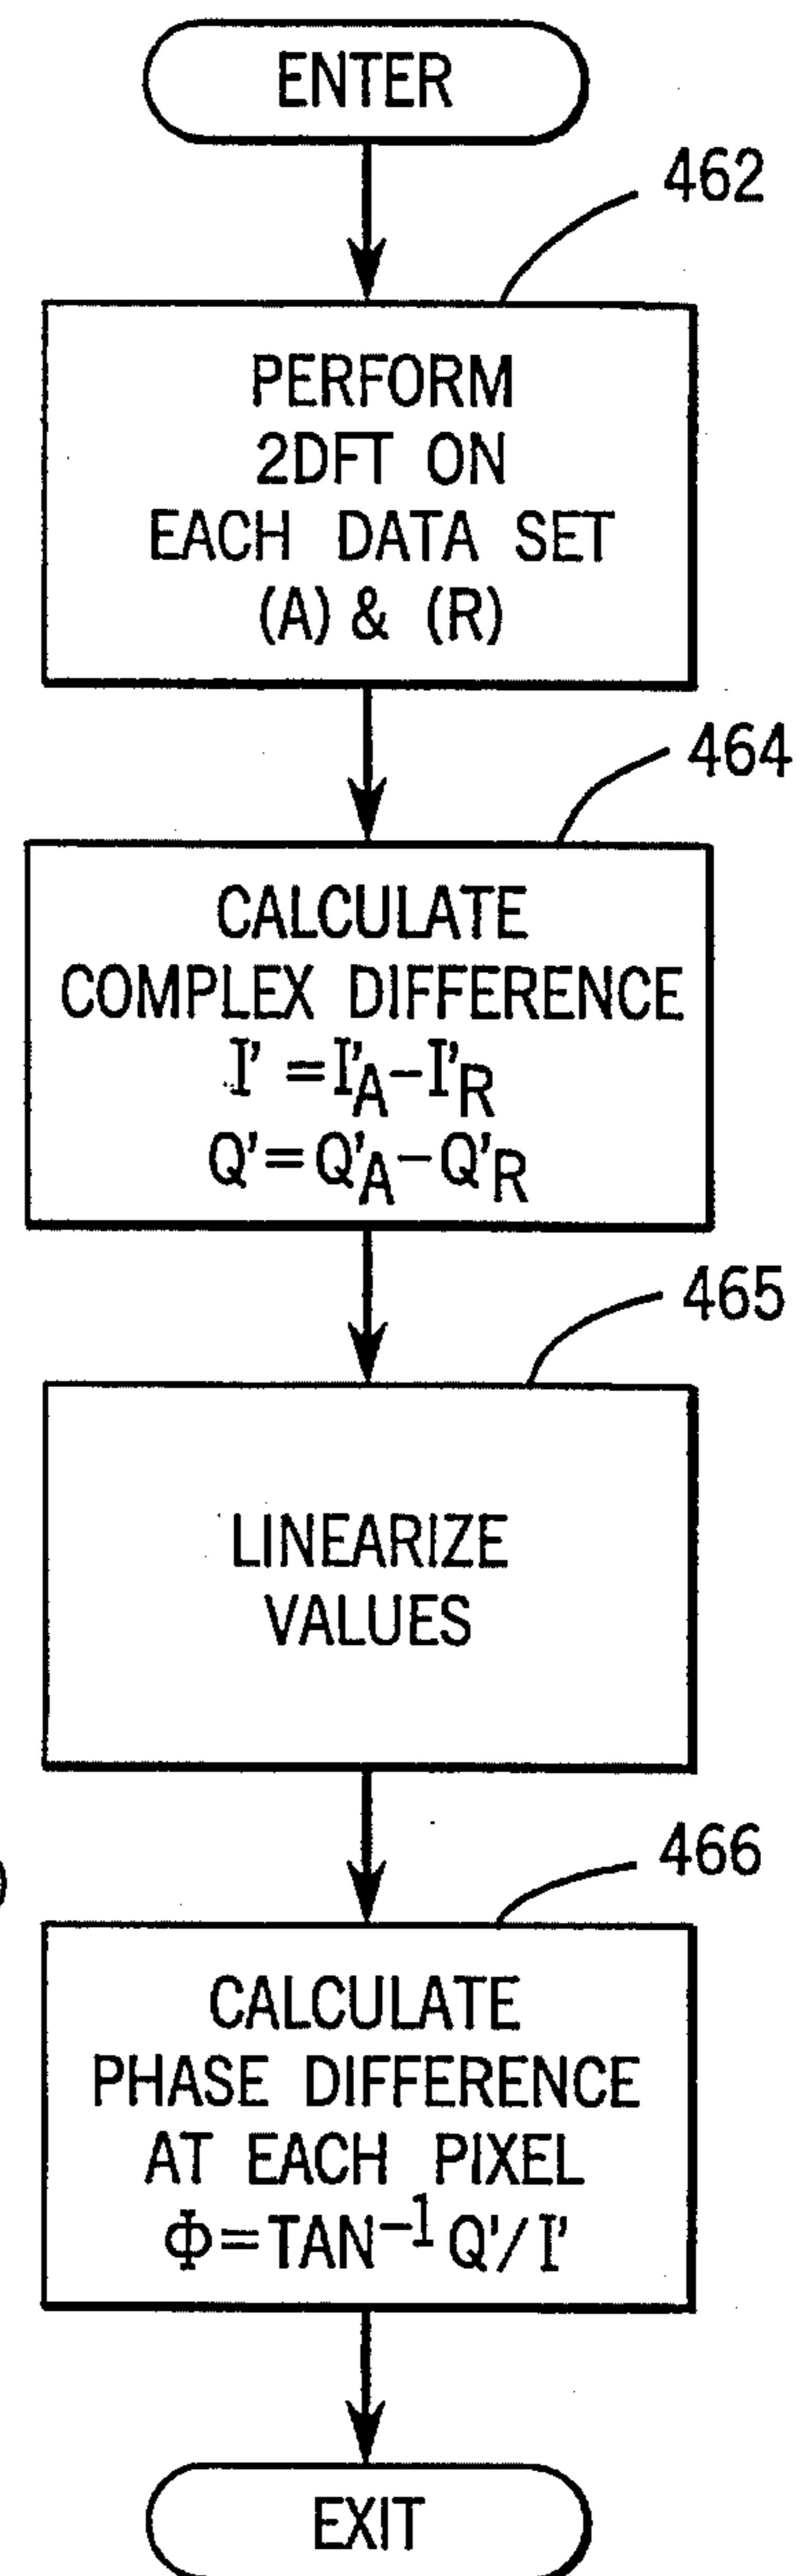 ENTER
462
PERFORM
2DFT ON
EACH DATA SET
(A) & (R)
464
CALCULATE
COMPLEX DIFFERENCE
I' = I'A-I'R
Q'=Q'A-Q'R
465
LINEARIZE
VALUES
466
CALCULATE
PHASE DIFFERENCE
AT EACH PIXEL
Φ=TAN⁻¹ Q'/I'
EXIT